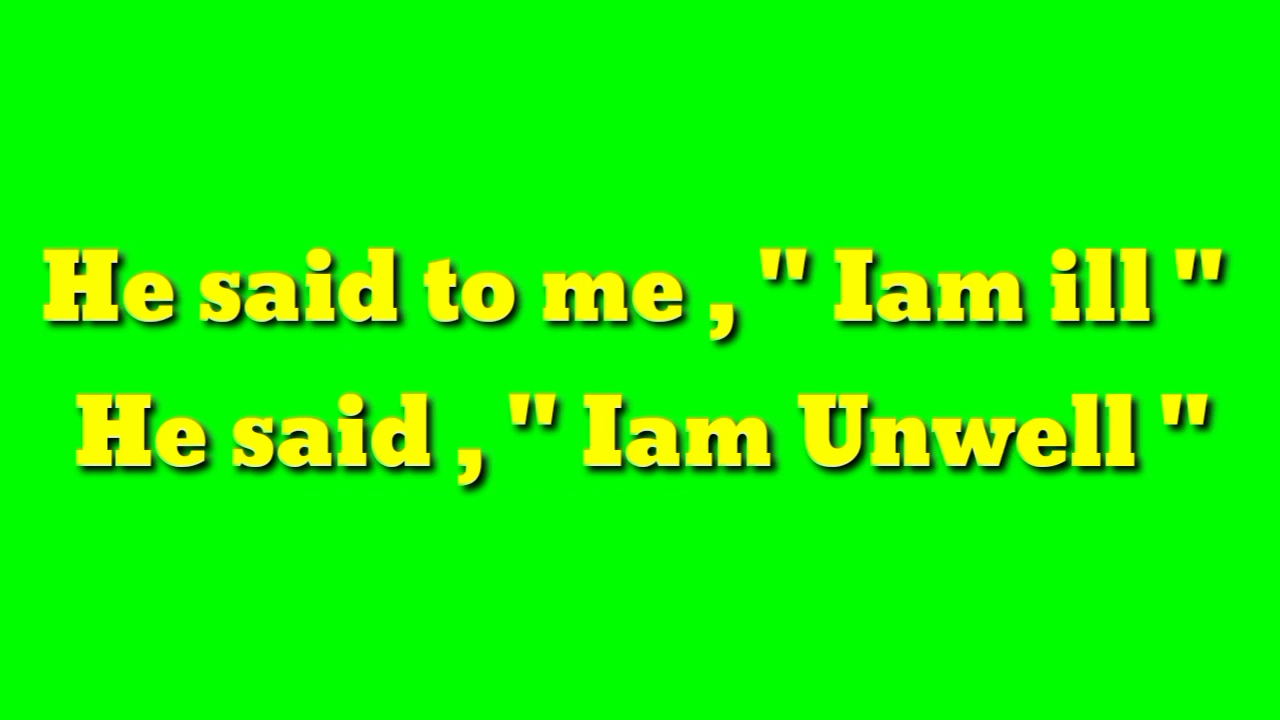 He said to me , " Iam ill "
He said , " Iam Unwell "